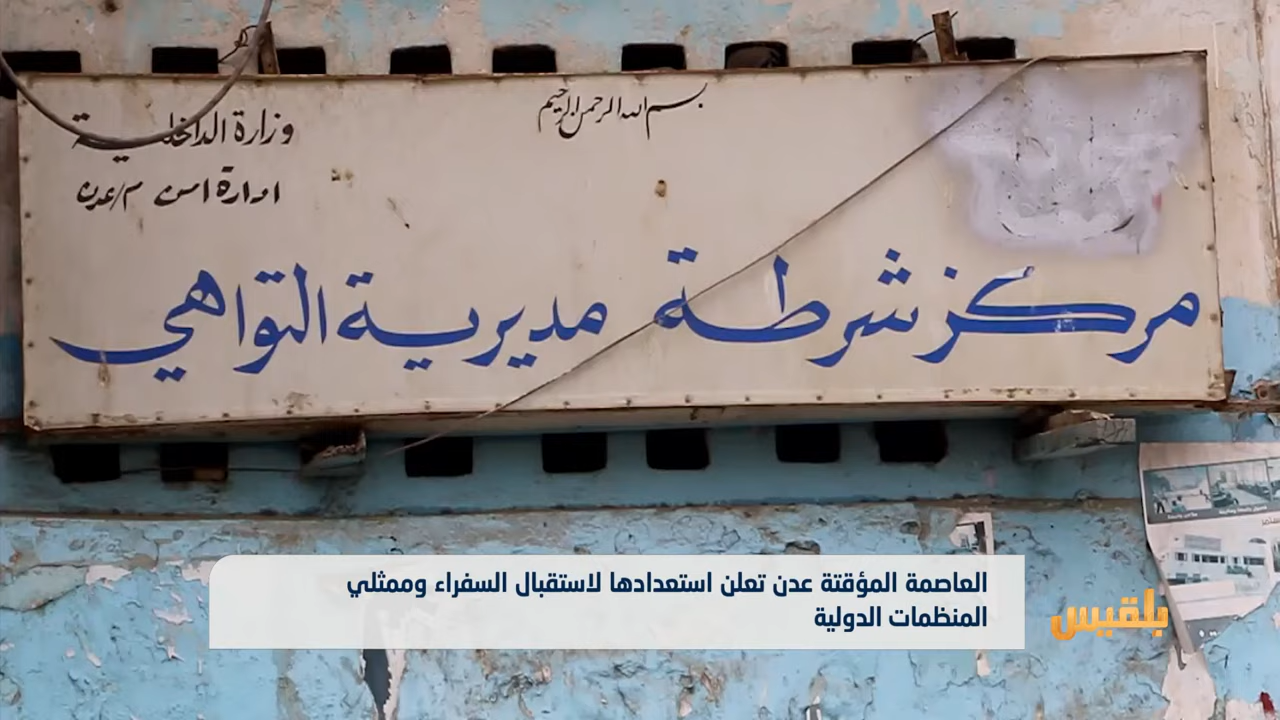 بسم الله الرحمن الرحيم
وزارة الداخلية
ادارة امن م/عدن
مركز شرطة مديرية التواهي
العاصمة المؤقتة عدن تعلن استعدادها لاستقبال السفراء وممثلي
المنظمات الدولية
بلقيس